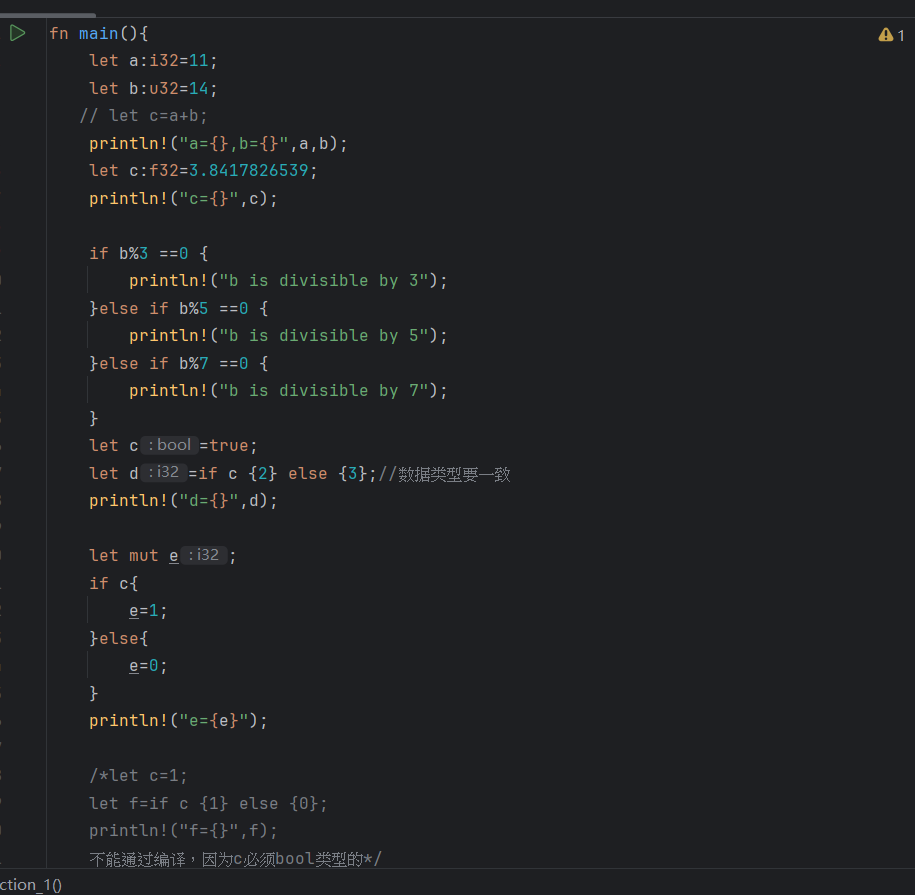 fn main(){
1
let a:i32=11;
let b:u32=14;
// let c=a+b;
println!("a={},b={}",a,b);
let c:f32=3.8417826539;
println!("c={}",c);
if b%3 ==0 {
println!("b is divisible by 3");
}else if b%5 ==0 {
println!("b is divisible by 5");
}else if b%7 ==0 {
println!("b is divisible by 7");
}
let c : bool =true;
let d : i32 =if c {2} else {3};//数据类型要一致
println!("d={}",d);
let mut e : i32 ;
if c{
e=1;
}else{
e=0;
}
println!("e={e}");
/*let c=1;
let f=if c {1} else {0};
println!("f={}",f);
不能通过编译，因为c必须bool类型的*/
ction_1()